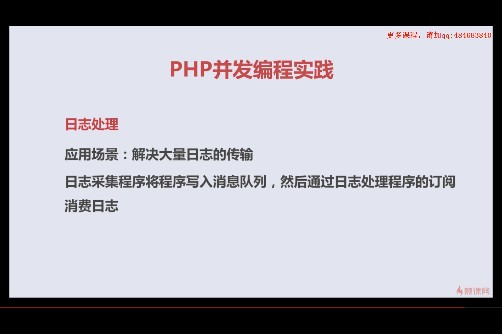 更多课程,请加qq:484683840
PHP并发编程实践
日志处理
应用场景:解决大量日志的传输
日志采集程序将程序写入消息队列,然后通过日志处理程序的订阅
消费日志
慕课网